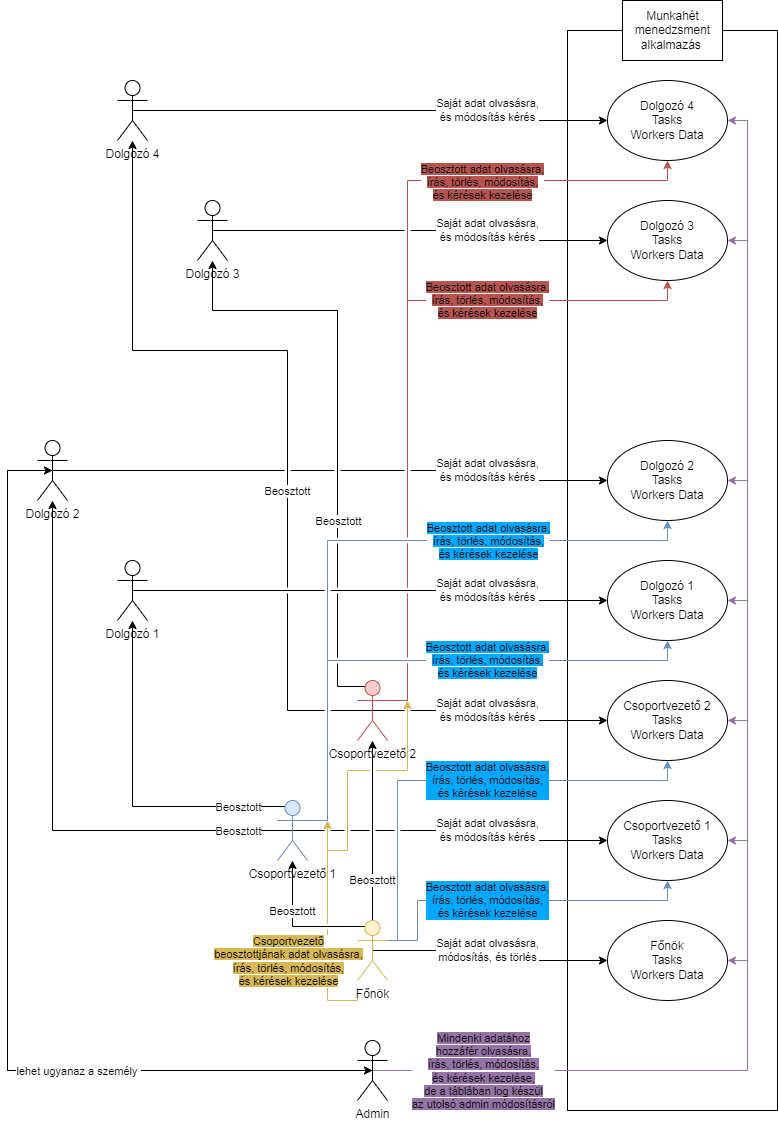 Munkahét
menedzsment
alkalmazás
Saját adat olvasásra,
és módosítás kérés
Dolgozó 4
Tasks
Workers Data
Dolgozó 4
Beosztott adat olvasásra,
írás, törlés, módosítás,
és kérések kezelése
Saját adat olvasásra,
és módosítás kérés
Dolgozó 3
Tasks
Workers Data
Dolgozó 3
Beosztott adat olvasásra,
írás, törlés, módosítás,
és kérések kezelése
Saját adat olvasásra,
és módosítás kérés
Dolgozó 2
Tasks
Workers Data
Beosztott
Dolgozó 2
Beosztott
Beosztott adat olvasásra,
írás, törlés, módosítás,
és kérések kezelése
Saját adat olvasásra,
és módosítás kérés
Dolgozó 1
Tasks
Workers Data
Dolgozó 1
Beosztott adat olvasásra,
írás, törlés, módosítás,
és kérések kezelése
Saját adat olvasásra,
és módosítás kérés
Csoportvezető 2
Tasks
Workers Data
Csoportvezető 2
Beosztott adat olvasásra,
írás, törlés, módosítás,
és kérések kezelése
Beosztott
Beosztott
Saját adat olvasásra,
és módosítás kérés
Csoportvezető 1
Tasks
Workers Data
Csoportvezető 1
Beosztott
Beosztott adat olvasásra,
írás, törlés, módosítás,
és kérések kezelése
Beosztott
Csoportvezető
beosztottjának adat olvasásra,
írás, törlés, módosítás,
és kérések kezelése
Saját adat olvasásra,
módosítás, és törlés
Főnök
Tasks
Workers Data
Főnök
Mindenki adatához
hozzáfér olvasásra,
írás, törlés, módosítás,
és kérések kezelése,
de a táblában log készül
az utolsó admin módosításról
lehet ugyanaz a személy
Admin